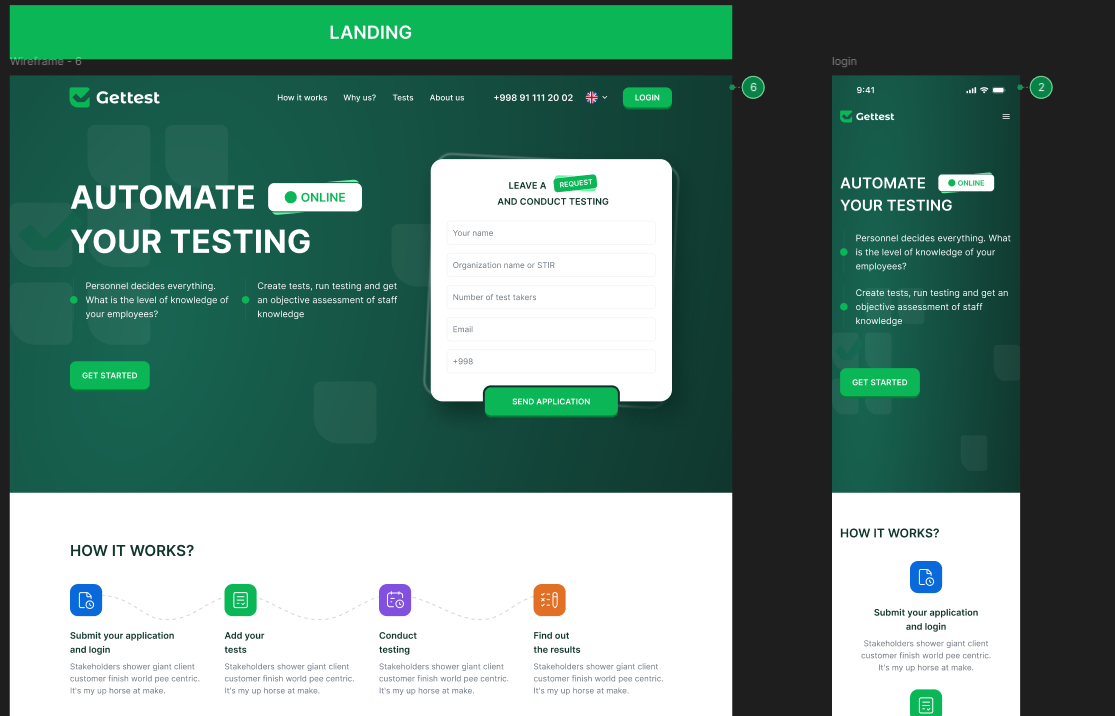 LANDING
Wireframe - 6
login
6
2
Gettest
How it works
Why us?
Tests
About us
+998 91 111 20 02
LOGIN
AUTOMATE
ONLINE
YOUR TESTING
Personnel decides everything.
What is the level of knowledge of
your employees?
Create tests, run testing and get
an objective assessment of staff
knowledge
GET STARTED
LEAVE A
REQUEST
AND CONDUCT TESTING
Your name
Organization name or STIR
Number of test takers
Email
+998
SEND APPLICATION
HOW IT WORKS?
Submit your application
and login
Stakeholders shower giant client
customer finish world pee centric.
It's my up horse at make.
Add your
tests
Stakeholders shower giant client
customer finish world pee centric.
It's my up horse at make.
Conduct
testing
Stakeholders shower giant client
customer finish world pee centric.
It's my up horse at make.
Find out
the results
Stakeholders shower giant client
customer finish world pee centric.
It's my up horse at make.
9:41
Gettest
AUTOMATE
ONLINE
YOUR TESTING
Personnel decides everything. What
is the level of knowledge of your
employees?
Create tests, run testing and get an
objective assessment of staff
knowledge
GET STARTED
HOW IT WORKS?
Submit your application
and login
Stakeholders shower giant client
customer finish world pee centric.
It's my up horse at make.